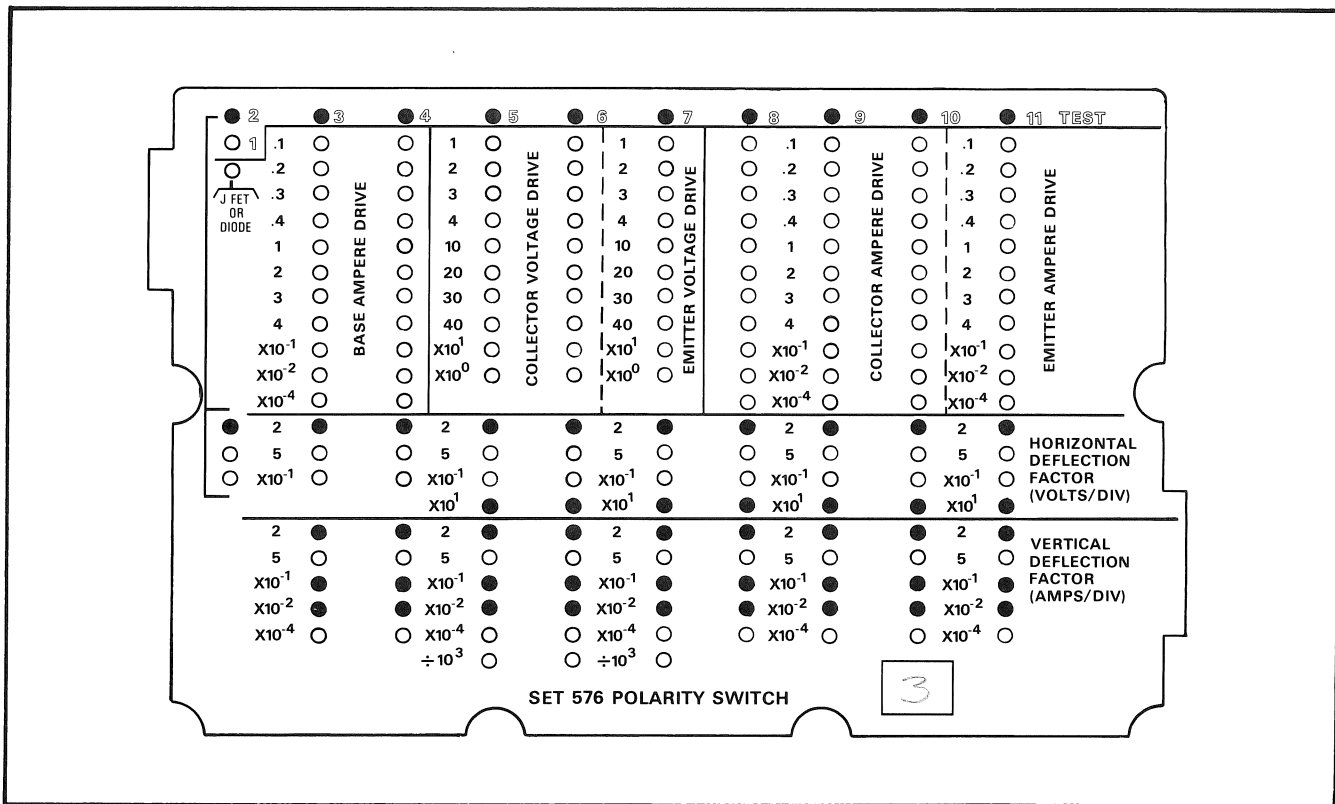 2 3 4 5 6 7 8 9 10 11 TEST
1 .1 1 1 .1 .1
.2 2 2 .2 .2
J FET OR DIODE
.3 3 3 .3 .3
.4 4 4 .4 .4
1 10 10 1 1
2 20 20 2 2
3 30 30 3 3
4 40 40 4 4
X10⁻¹ X10¹ X10¹ X10⁻¹ X10⁻¹
X10⁻² X10⁰ X10⁰ X10⁻² X10⁻²
X10⁻⁴ X10⁻⁴ X10⁻⁴
BASE AMPERE DRIVE
COLLECTOR VOLTAGE DRIVE
EMITTER VOLTAGE DRIVE
COLLECTOR AMPERE DRIVE
EMITTER AMPERE DRIVE
2 2 2 2 2
5 5 5 5 5
X10⁻¹ X10⁻¹ X10⁻¹ X10⁻¹ X10⁻¹
X10¹ X10¹ X10¹ X10¹
HORIZONTAL
DEFLECTION
FACTOR
(VOLTS/DIV)
2 2 2 2 2
5 5 5 5 5
X10⁻¹ X10⁻¹ X10⁻¹ X10⁻¹ X10⁻¹
X10⁻² X10⁻² X10⁻² X10⁻² X10⁻²
X10⁻⁴ X10⁻⁴ X10⁻⁴ X10⁻⁴ X10⁻⁴
÷10³ ÷10³
VERTICAL
DEFLECTION
FACTOR
(AMPS/DIV)
SET 576 POLARITY SWITCH
3